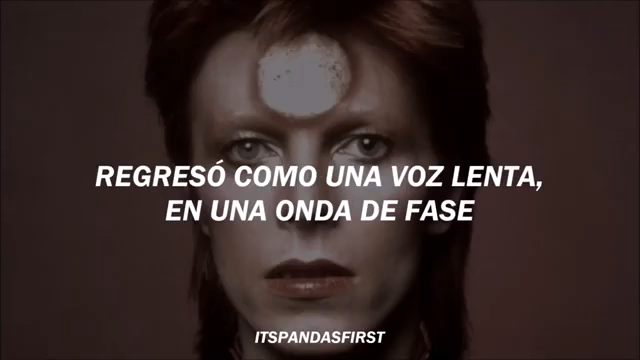 REGRESÓ COMO UNA VOZ LENTA,
EN UNA ONDA DE FASE
ITSPANDASFIRST